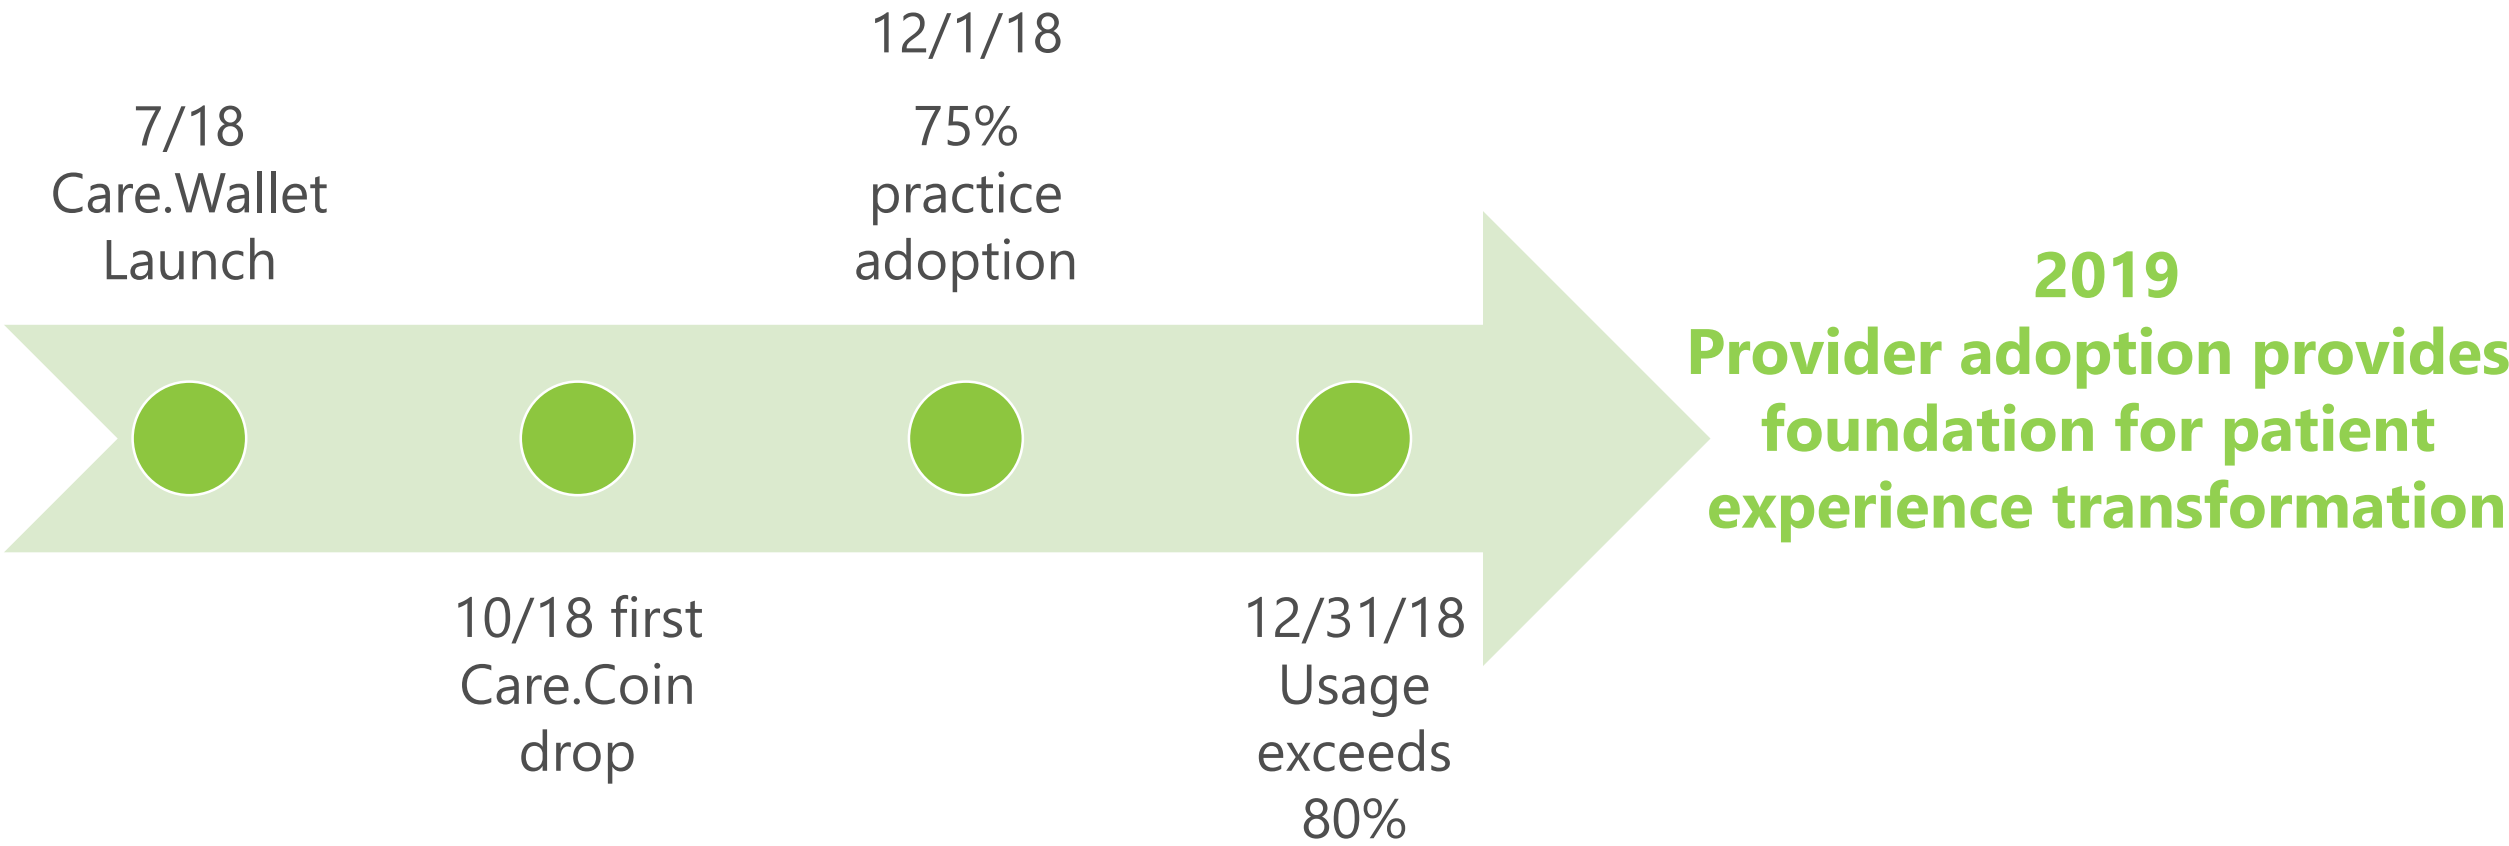 7/18
Care.Wallet
Launch
10/18 first
Care.Coin
drop
12/1/18
75%
practice
adoption
12/31/18
Usage
exceeds
80%
2019
Provider adoption provides
foundation for patient
experience transformation